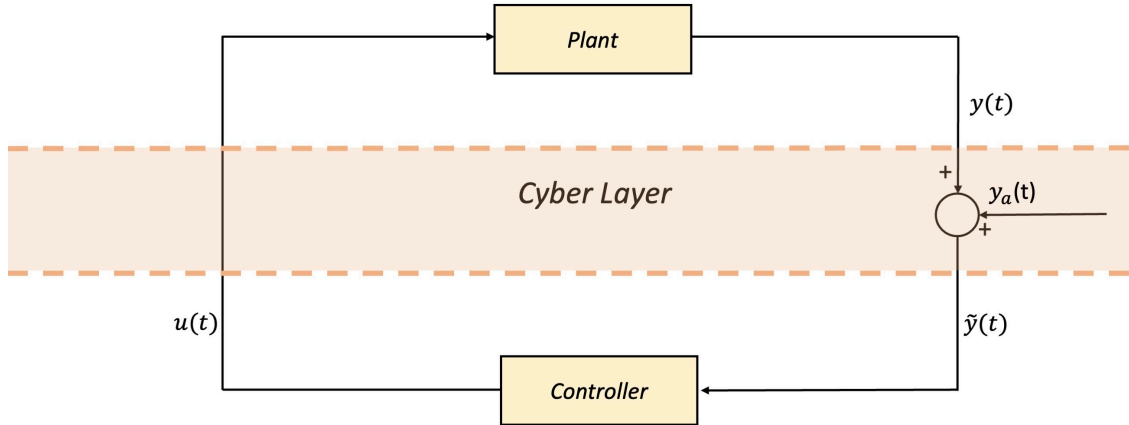 Plant
y(t)
+
Cyber Layer
y_a(t)
+
u(t)
ỹ(t)
Controller